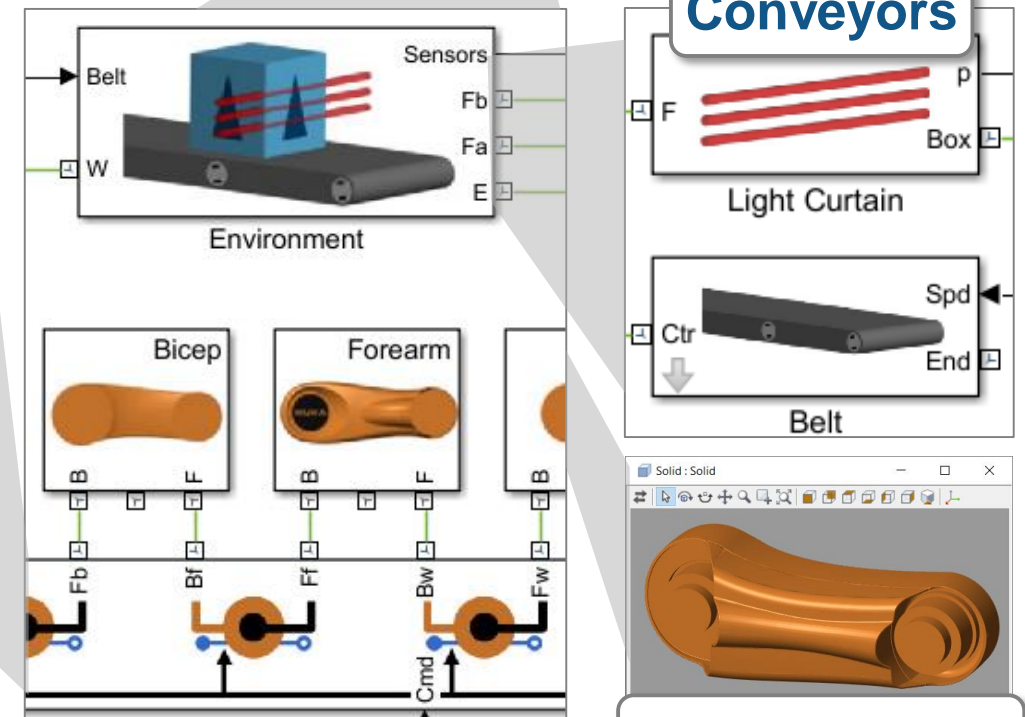 Conveyors
Belt
W
Sensors
Fb
Fa
E
Environment
Bicep
B
F
Forearm
B
F
B
Fb
Bf
Ff
Bw
Fw
Cmd
F
p
Box
Light Curtain
Ctr
Spd
End
Belt
Solid : Solid